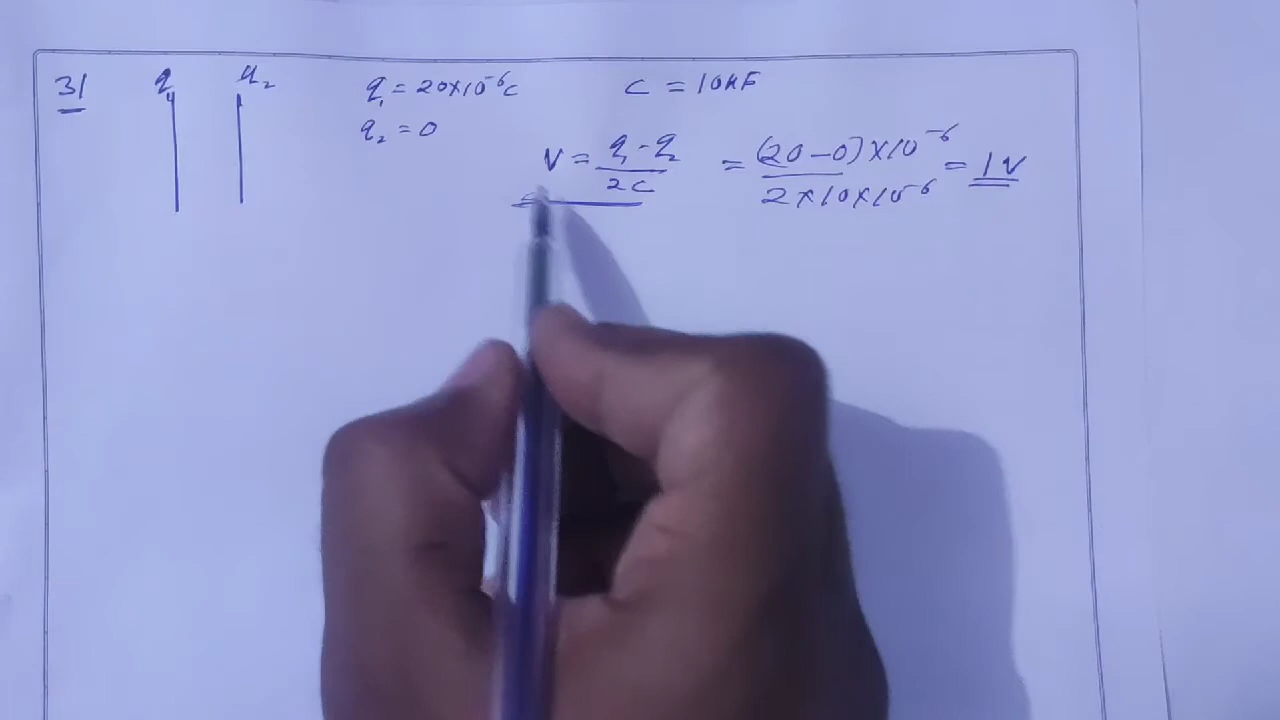 31 q₁ q₂ q₁ = 20×10⁻⁶C C = 10μF
q₂ = 0
V = q₁ - q₂ / 2C = (20-0)×10⁻⁶ / 2×10×10⁻⁶ = 1V